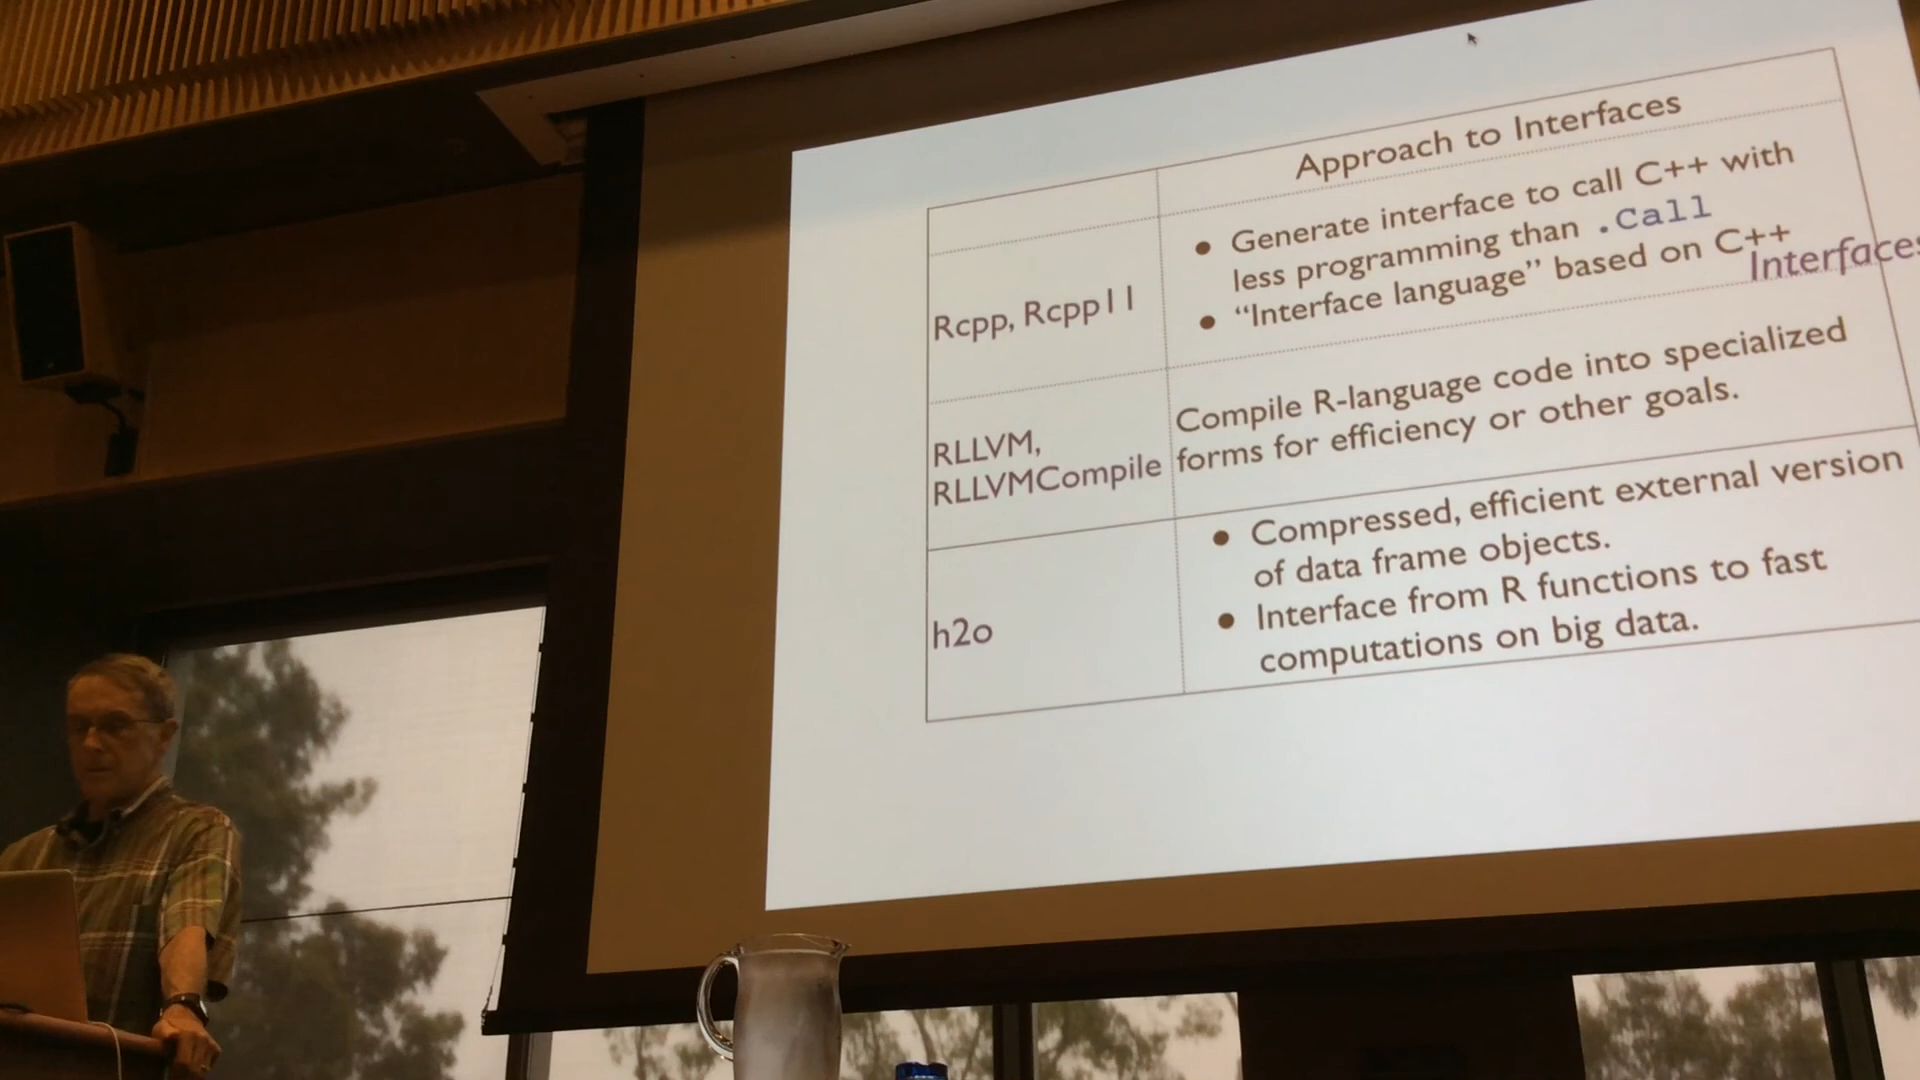 Approach to Interfaces
Rcpp, Rcpp11
● Generate interface to call C++ with
less programming than .Call
● “Interface language” based on C++
Interfaces
RLLVM,
RLLVMCompile
Compile R-language code into specialized
forms for efficiency or other goals.
h2o
● Compressed, efficient external version
of data frame objects.
● Interface from R functions to fast
computations on big data.